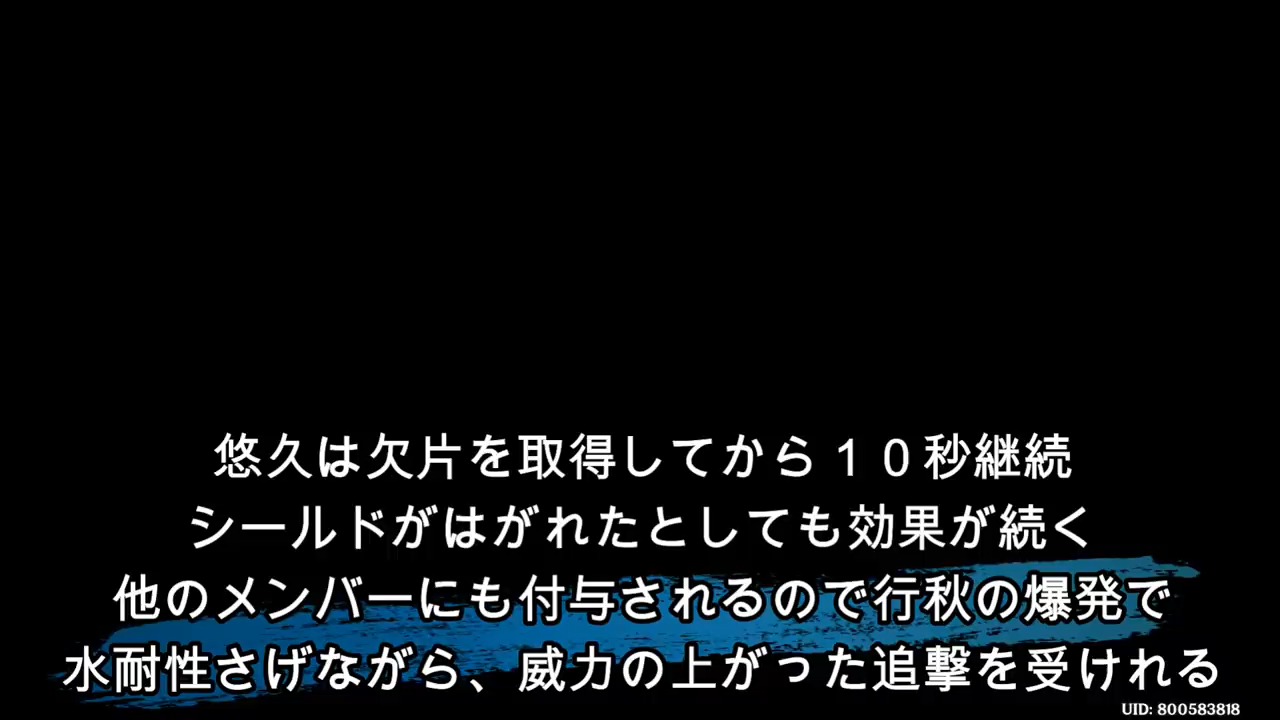 悠久は欠片を取得してから１０秒継続
シールドがはがれたとしても効果が続く
他のメンバーにも付与されるので行秋の爆発で
水耐性さげながら、威力の上がった追撃を受けれる
UID: 800583818